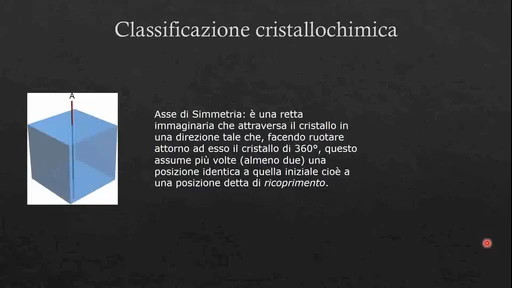 Classificazione cristallochimica
A
Asse di Simmetria: è una retta
immaginaria che attraversa il cristallo in
una direzione tale che, facendo ruotare
attorno ad esso il cristallo di 360°, questo
assume più volte (almeno due) una
posizione identica a quella iniziale cioè a
una posizione detta di ricoprimento.